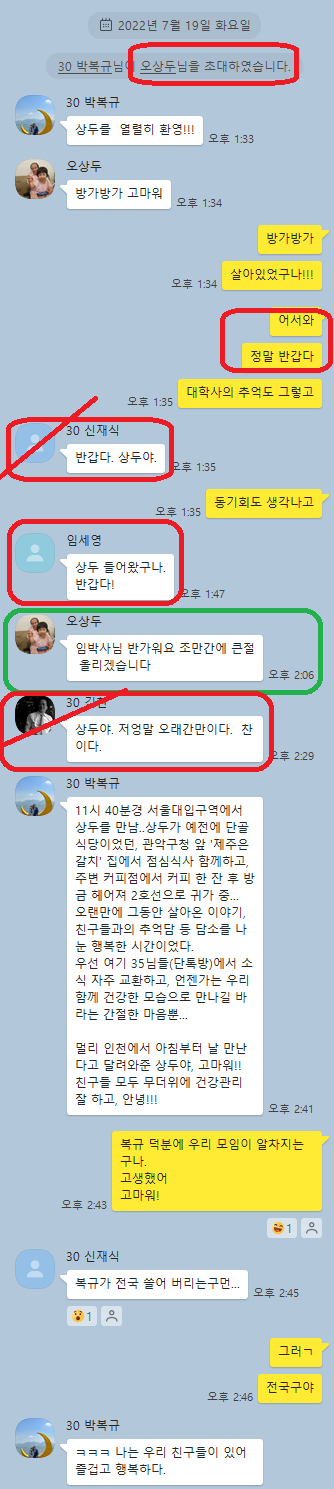 2022년 7월 19일 화요일
30 박복규님이 오상두님을 초대하였습니다.
30 박복규
상두를 열렬히 환영!!!
오후 1:33
오상두
방가방가 고마워
오후 1:34
방가방가
살아있었구나!!!
오후 1:34
어서와
정말 반갑다
대학사의 추억도 그렇고
오후 1:35
30 신재식
반갑다. 상두야.
오후 1:35
동기회도 생각나고
오후 1:35
임세영
상두 들어왔구나.
반갑다!
오후 1:47
오상두
임박사님 반가워요 조만간에 큰절
올리겠습니다
오후 2:06
30
상두야. 저엉말 오래간만이다. 찬
이다.
오후 2:29
30 박복규
11시 40분경 서울대입구역에서
상두를 만남..상두가 예전에 단골
식당이었던, 관악구청 앞 '제주은
갈치' 집에서 점심식사 함께하고,
주변 커피점에서 커피 한 잔 후 방
금 헤어져 2호선으로 귀가 중...
오랜만에 그동안 살아온 이야기,
친구들과의 추억담 등 담소를 나
눈 행복한 시간이었다.
우선 여기 35님들(단톡방)에서 소
식 자주 교환하고, 언젠가는 우리
함께 건강한 모습으로 만나길 바
라는 간절한 마음뿐...
멀리 인천에서 아침부터 날 만난
다고 달려와준 상두야, 고마워!!
친구들 모두 무더위에 건강관리
잘 하고, 안녕!!!
오후 2:41
복규 덕분에 우리 모임이 알차지는
구나.
고생했어
고마워!
오후 2:43
1
30 신재식
복규가 전국 쓸어 버리는구먼...
오후 2:45
1
그러ㄱ
전국구야
오후 2:46
30 박복규
ㅋㅋㅋ 나는 우리 친구들이 있어
즐겁고 행복하다.